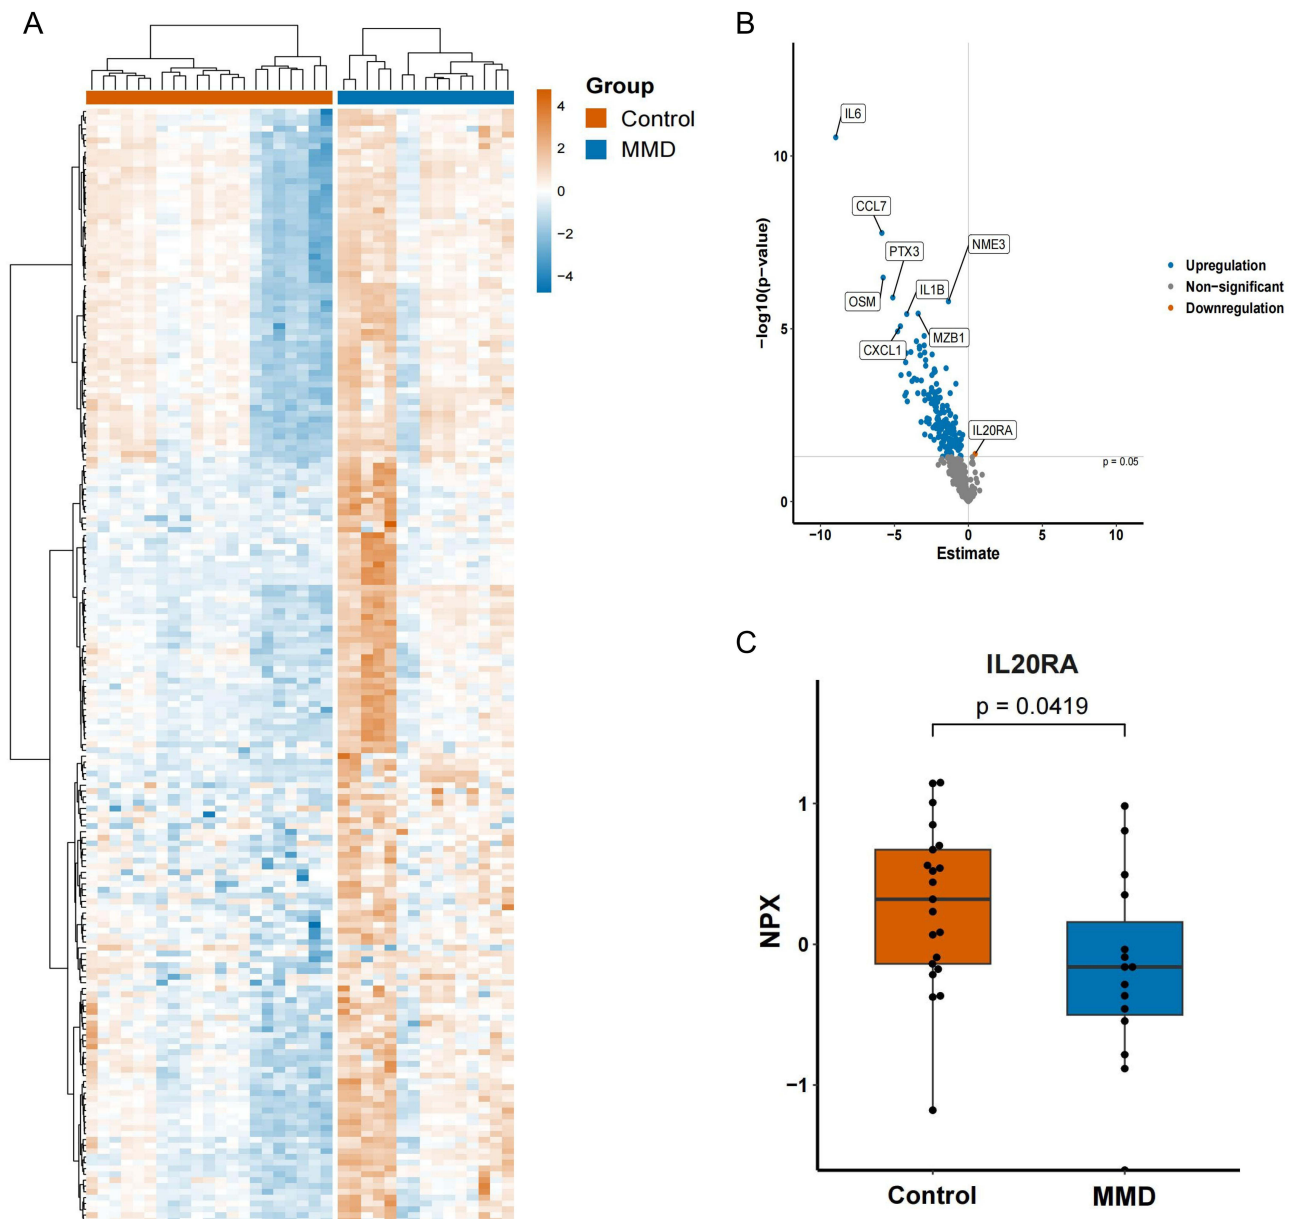 A
Group
Control
MMD
4
2
0
−2
−4
B
−log10(p−value)
10
5
0
IL6
CCL7
PTX3
NME3
OSM
IL1B
CXCL1
MZB1
IL20RA
p = 0.05
−10
−5
0
5
10
Estimate
Upregulation
Non−significant
Downregulation
C
IL20RA
p = 0.0419
NPX
1
0
−1
Control
MMD